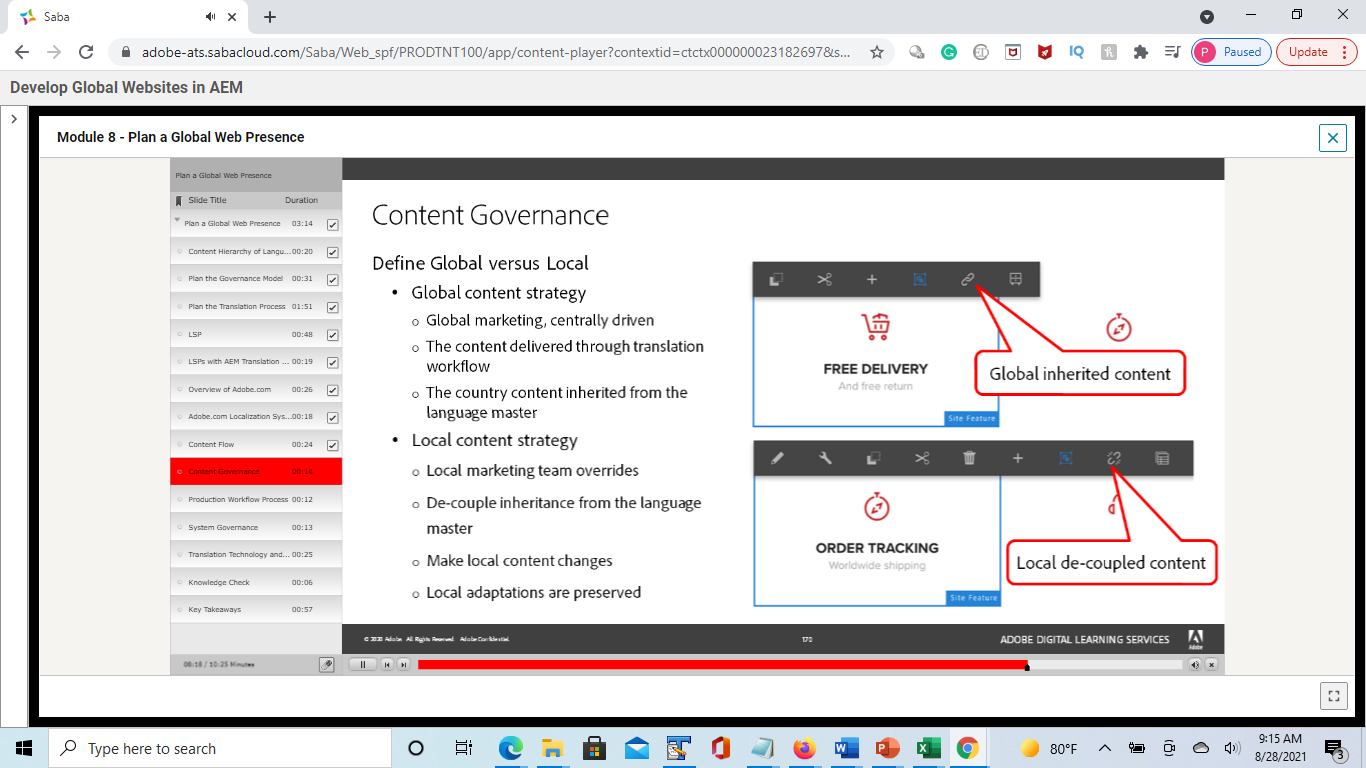 Saba
adobe-ats.sabacloud.com/Saba/Web_spf/PRODTNT100/app/content-player?contextid=ctctx000000023182697&s...
Paused
Update
Develop Global Websites in AEM
Module 8 - Plan a Global Web Presence
Plan a Global Web Presence
Slide Title Duration
Plan a Global Web Presence 03:14
Content Hierarchy of Langu...00:20
Plan the Governance Model 00:31
Plan the Translation Process 01:51
LSP 00:48
LSPs with AEM Translation ... 00:19
Overview of Adobe.com 00:26
Adobe.com Localization Sys...00:18
Content Flow 00:24
Content Governance 00:14
Production Workflow Process 00:12
System Governance 00:13
Translation Technology and... 00:25
Knowledge Check 00:06
Key Takeaways 00:57
08:18 / 10:25 Minutes
Content Governance
Define Global versus Local
• Global content strategy
o Global marketing, centrally driven
o The content delivered through translation
workflow
o The country content inherited from the
language master
• Local content strategy
o Local marketing team overrides
o De-couple inheritance from the language
master
o Make local content changes
o Local adaptations are preserved
FREE DELIVERY
And free return
Site Feature
Global inherited content
ORDER TRACKING
Worldwide shipping
Site Feature
Local de-coupled content
© 2020 Adobe. All Rights Reserved. Adobe Confidential.
ADOBE DIGITAL LEARNING SERVICES
Adobe
Type here to search
80°F
9:15 AM
8/28/2021
3